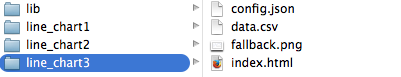 lib
line_chart1
line_chart2
line_chart3
config.json
data.csv
fallback.png
index.html